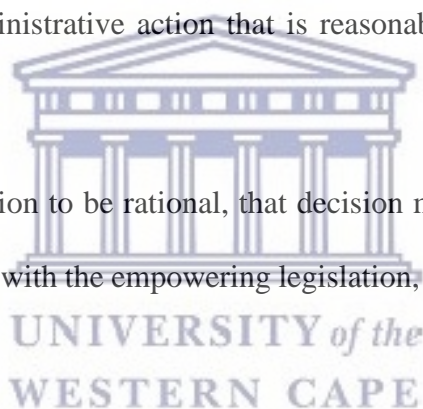 ministrative action that is reasonab
ion to be rational, that decision m
with the empowering legislation,
UNIVERSITY of the
WESTERN CAPE